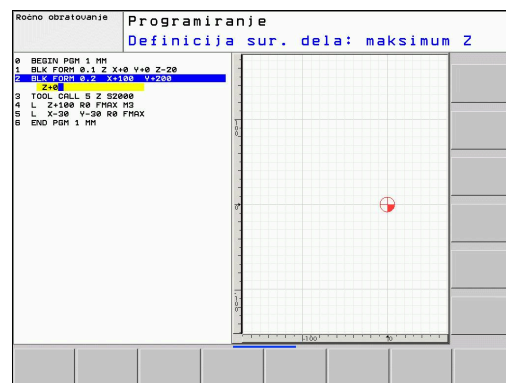 Ročno obratovanje
Programiranje
Definicija sur. dela: maksimum Z
0 BEGIN PGM 1 MM
1 BLK FORM 0.1 Z X+0 Y+0 Z-20
2 BLK FORM 0.2 X+100 Y+200
Z+0
3 TOOL CALL 5 Z S2000
4 L Z+100 R0 FMAX M3
5 L X-30 Y-30 R0 FMAX
6 END PGM 1 MM
-100
0